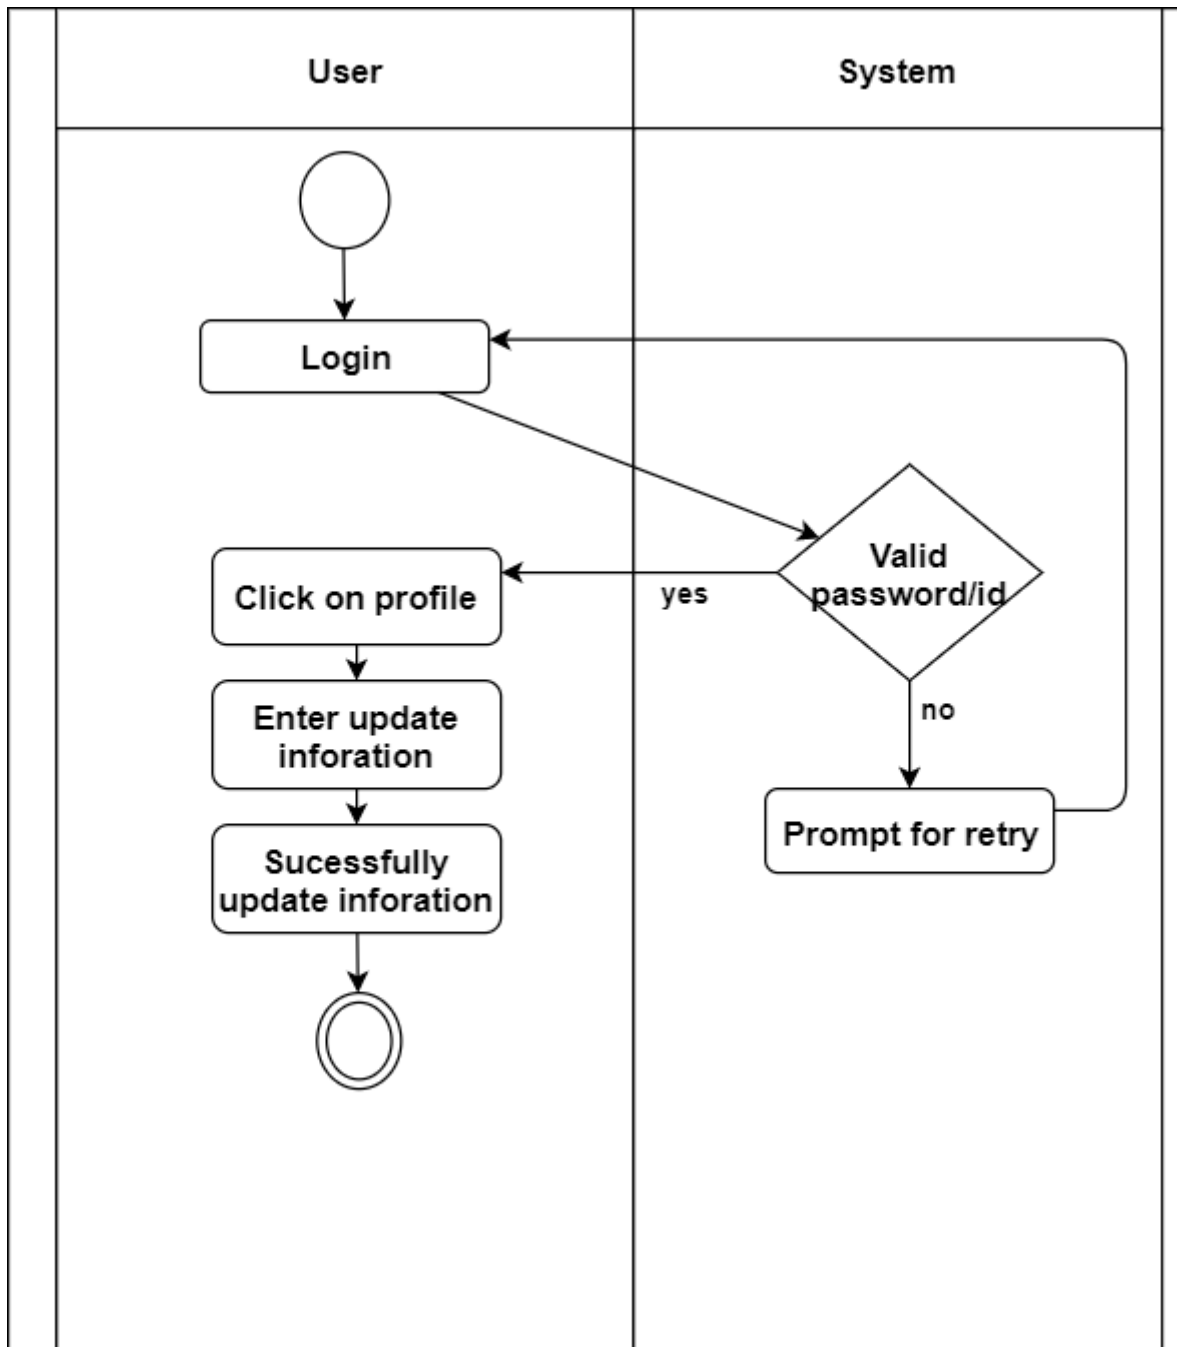 User
System
Login
Valid
password/id
yes
no
Click on profile
Enter update
inforation
Prompt for retry
Sucessfully
update inforation